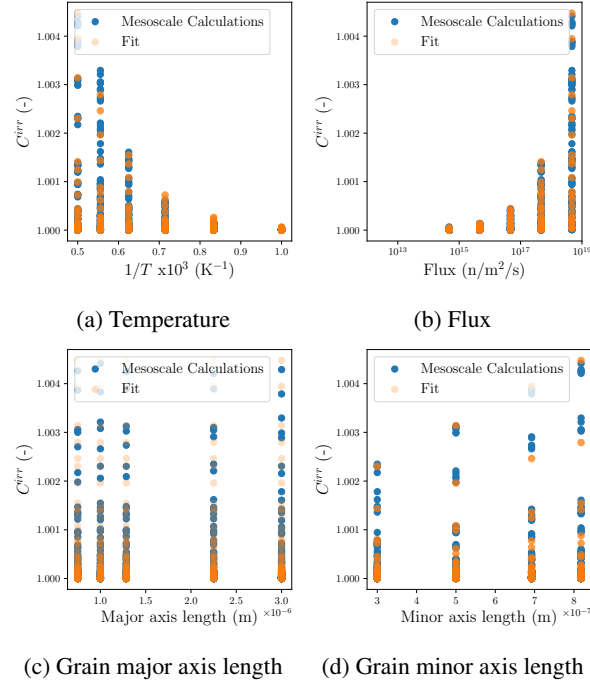 1.004
1.003
1.002
1.001
1.000
C^{irr} (-)
Mesoscale Calculations
Fit
0.5 0.6 0.7 0.8 0.9 1.0
1/T x10^3 (K^{-1})
(a) Temperature
1.004
1.003
1.002
1.001
1.000
C^{irr} (-)
Mesoscale Calculations
Fit
10^{13} 10^{15} 10^{17} 10^{19}
Flux (n/m^2/s)
(b) Flux
1.004
1.003
1.002
1.001
1.000
C^{irr} (-)
Mesoscale Calculations
Fit
1.0 1.5 2.0 2.5 3.0
Major axis length (m) ×10^{-6}
(c) Grain major axis length
1.004
1.003
1.002
1.001
1.000
C^{irr} (-)
Mesoscale Calculations
Fit
3 4 5 6 7 8
Minor axis length (m) ×10^{-7}
(d) Grain minor axis length